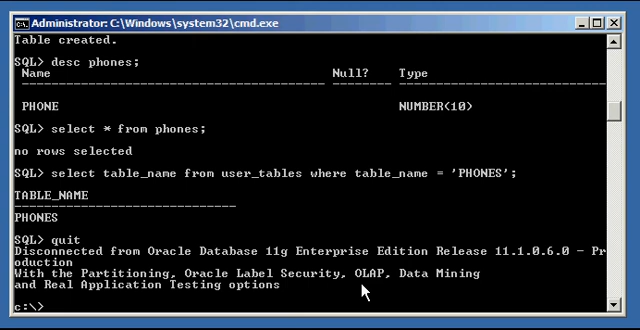 Administrator: C:\Windows\system32\cmd.exe
Table created.
SQL> desc phones;
Name Null? Type
----------------------------------------- -------- ----------------------------
PHONE NUMBER(10)
SQL> select * from phones;
no rows selected
SQL> select table_name from user_tables where table_name = 'PHONES';
TABLE_NAME
------------------------------
PHONES
SQL> quit
Disconnected from Oracle Database 11g Enterprise Edition Release 11.1.0.6.0 - Pr
oduction
With the Partitioning, Oracle Label Security, OLAP, Data Mining
and Real Application Testing options
c:\>